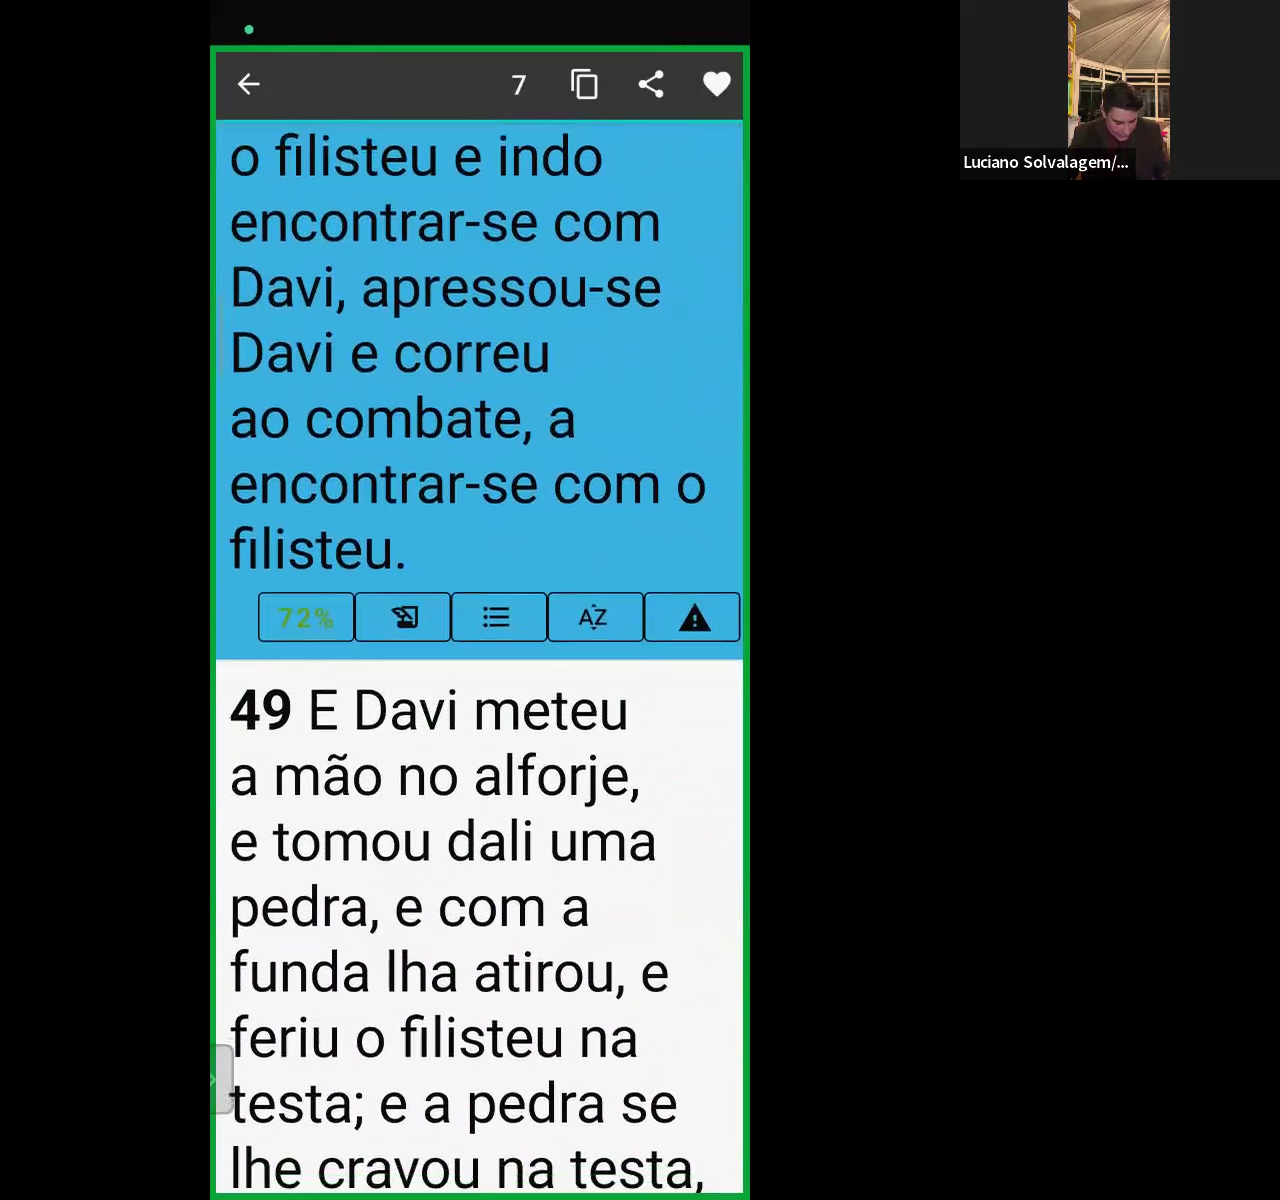 7
o filisteu e indo
encontrar-se com
Davi, apressou-se
Davi e correu
ao combate, a
encontrar-se com o
filisteu.
72%
AZ
49 E Davi meteu
a mão no alforje,
e tomou dali uma
pedra, e com a
funda lha atirou, e
feriu o filisteu na
testa; e a pedra se
lhe cravou na testa,
Luciano Solvalagem/...